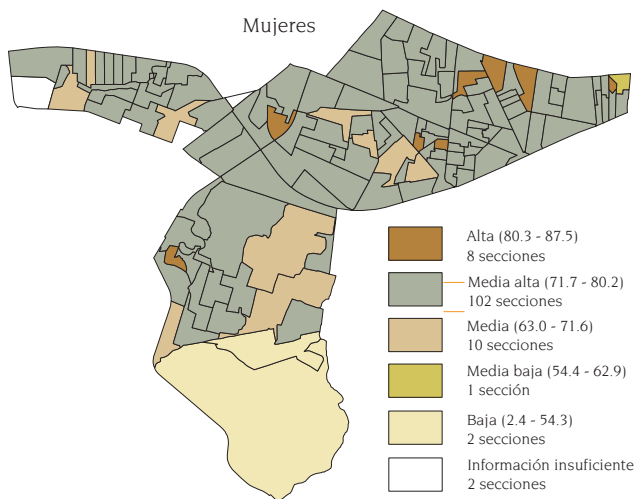 Mujeres
Alta (80.3 - 87.5)
8 secciones
Media alta (71.7 - 80.2)
102 secciones
Media (63.0 - 71.6)
10 secciones
Media baja (54.4 - 62.9)
1 sección
Baja (2.4 - 54.3)
2 secciones
Información insuficiente
2 secciones